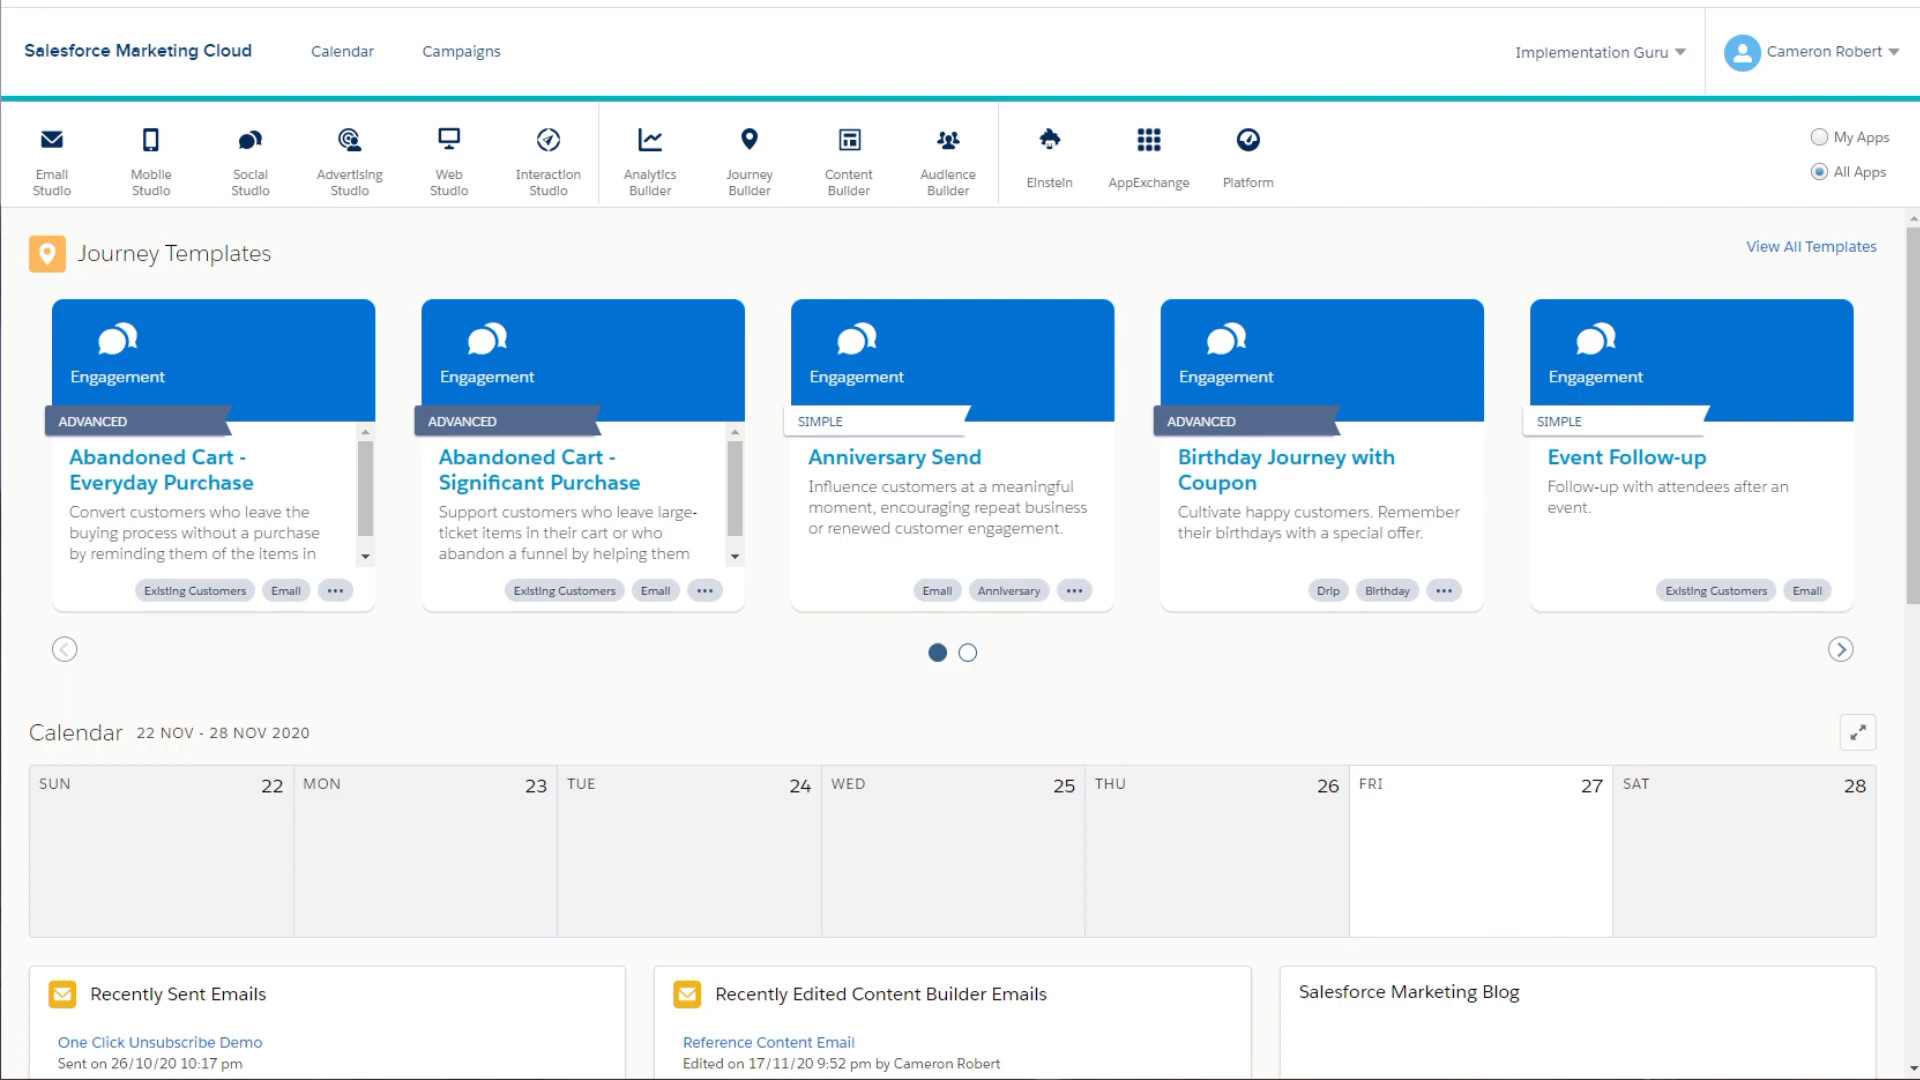 Salesforce Marketing Cloud
Calendar
Campaigns
Implementation Guru
Cameron Robert
Email
Studio
Mobile
Studio
Social
Studio
Advertising
Studio
Web
Studio
Interaction
Studio
Analytics
Builder
Journey
Builder
Content
Builder
Audience
Builder
Einstein
AppExchange
Platform
My Apps
All Apps
Journey Templates
View All Templates
Engagement
ADVANCED
Abandoned Cart -
Everyday Purchase
Convert customers who leave the
buying process without a purchase
by reminding them of the items in
Existing Customers
Email
•••
Engagement
ADVANCED
Abandoned Cart -
Significant Purchase
Support customers who leave large-
ticket items in their cart or who
abandon a funnel by helping them
Existing Customers
Email
•••
Engagement
SIMPLE
Anniversary Send
Influence customers at a meaningful
moment, encouraging repeat business
or renewed customer engagement.
Email
Anniversary
•••
Engagement
ADVANCED
Birthday Journey with
Coupon
Cultivate happy customers. Remember
their birthdays with a special offer.
Drip
Birthday
•••
Engagement
SIMPLE
Event Follow-up
Follow-up with attendees after an
event.
Existing Customers
Email
Calendar 22 NOV - 28 NOV 2020
SUN 22
MON 23
TUE 24
WED 25
THU 26
FRI 27
SAT 28
Recently Sent Emails
One Click Unsubscribe Demo
Sent on 26/10/20 10:17 pm
Recently Edited Content Builder Emails
Reference Content Email
Edited on 17/11/20 9:52 pm by Cameron Robert
Salesforce Marketing Blog